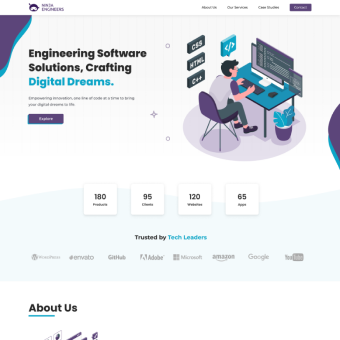 NINJA
ENGINEERS
About Us
Our Services
Case Studies
Contact
Engineering Software
Solutions, Crafting
Digital Dreams.
Empowering innovation, one line of code at a time to bring
your digital dreams to life
Explore
CSS
</>
HTML
C++
180
Products
95
Clients
120
Websites
65
Apps
Trusted by Tech Leaders
WordPress
envato
GitHub
Adobe
Microsoft
amazon
Google
YouTube
About Us